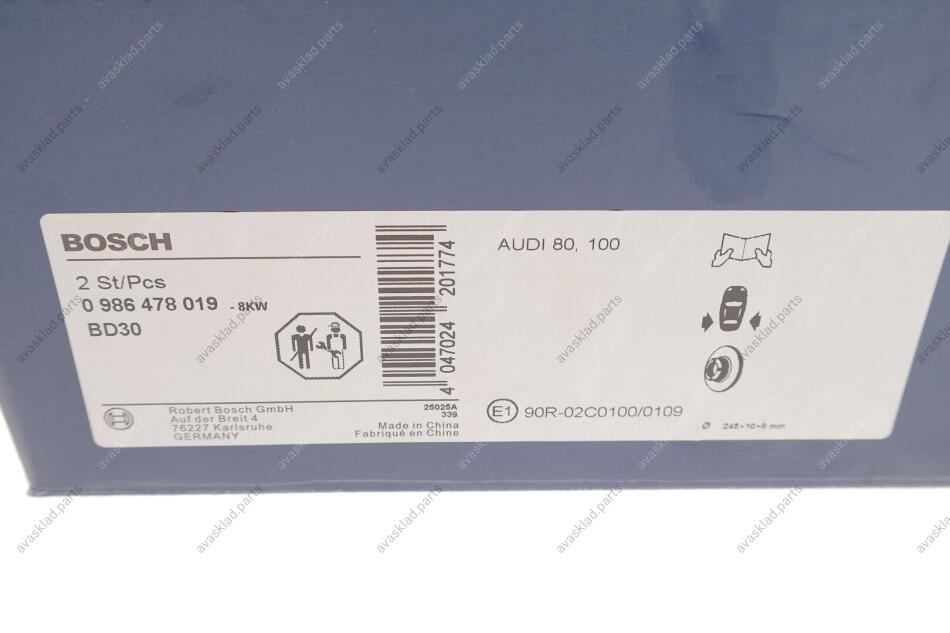 BOSCH
2 St/Pcs
0 986 478 019 - 8KW
BD30
Robert Bosch GmbH
Auf der Breit 4
76227 Karlsruhe
GERMANY
25025A
339
Made in China
Fabriqué en Chine
4 047024 201774
AUDI 80, 100
E1 90R-02C0100/0109
Ø 245×10×8 mm
avasklad.parts